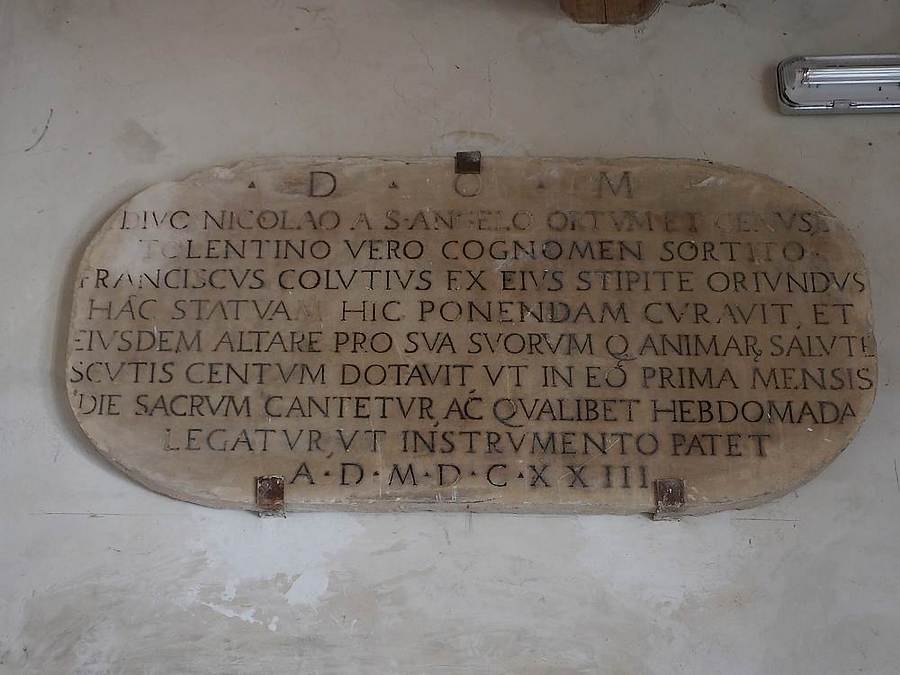 D O M
DIVO NICOLAO A S·ANGELO ORTVM ET GENVS
TOLENTINO VERO COGNOMEN SORTITO
FRANCISCVS COLVTIVS EX EIVS STIPITE ORIVNDVS
HAC STATVAM HIC PONENDAM CVRAVIT, ET
EIVSDEM ALTARE PRO SVA SVORVM Q ANIMAR SALVTE
SCVTIS CENTVM DOTAVIT VT IN EO PRIMA MENSIS
DIE SACRVM CANTETVR, AC QVALIBET HEBDOMADA
LEGATVR, VT INSTRVMENTO PATET
A·D·M·D·C·XXIII